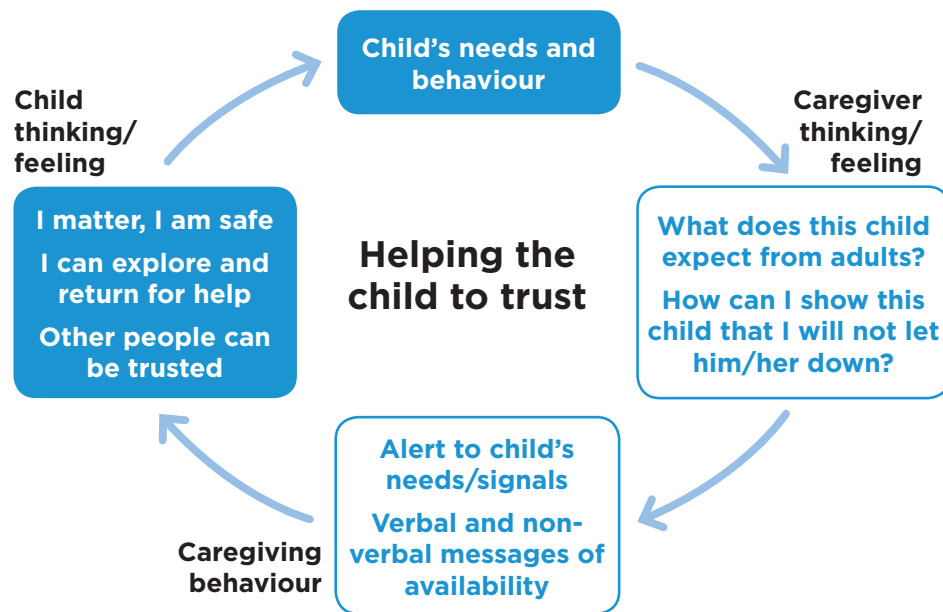 Child’s needs and
behaviour
Child
thinking/
feeling
Caregiver
thinking/
feeling
I matter, I am safe
I can explore and
return for help
Other people can
be trusted
Helping the
child to trust
What does this child
expect from adults?
How can I show this
child that I will not let
him/her down?
Alert to child’s
needs/signals
Verbal and non-
verbal messages of
availability
Caregiving
behaviour